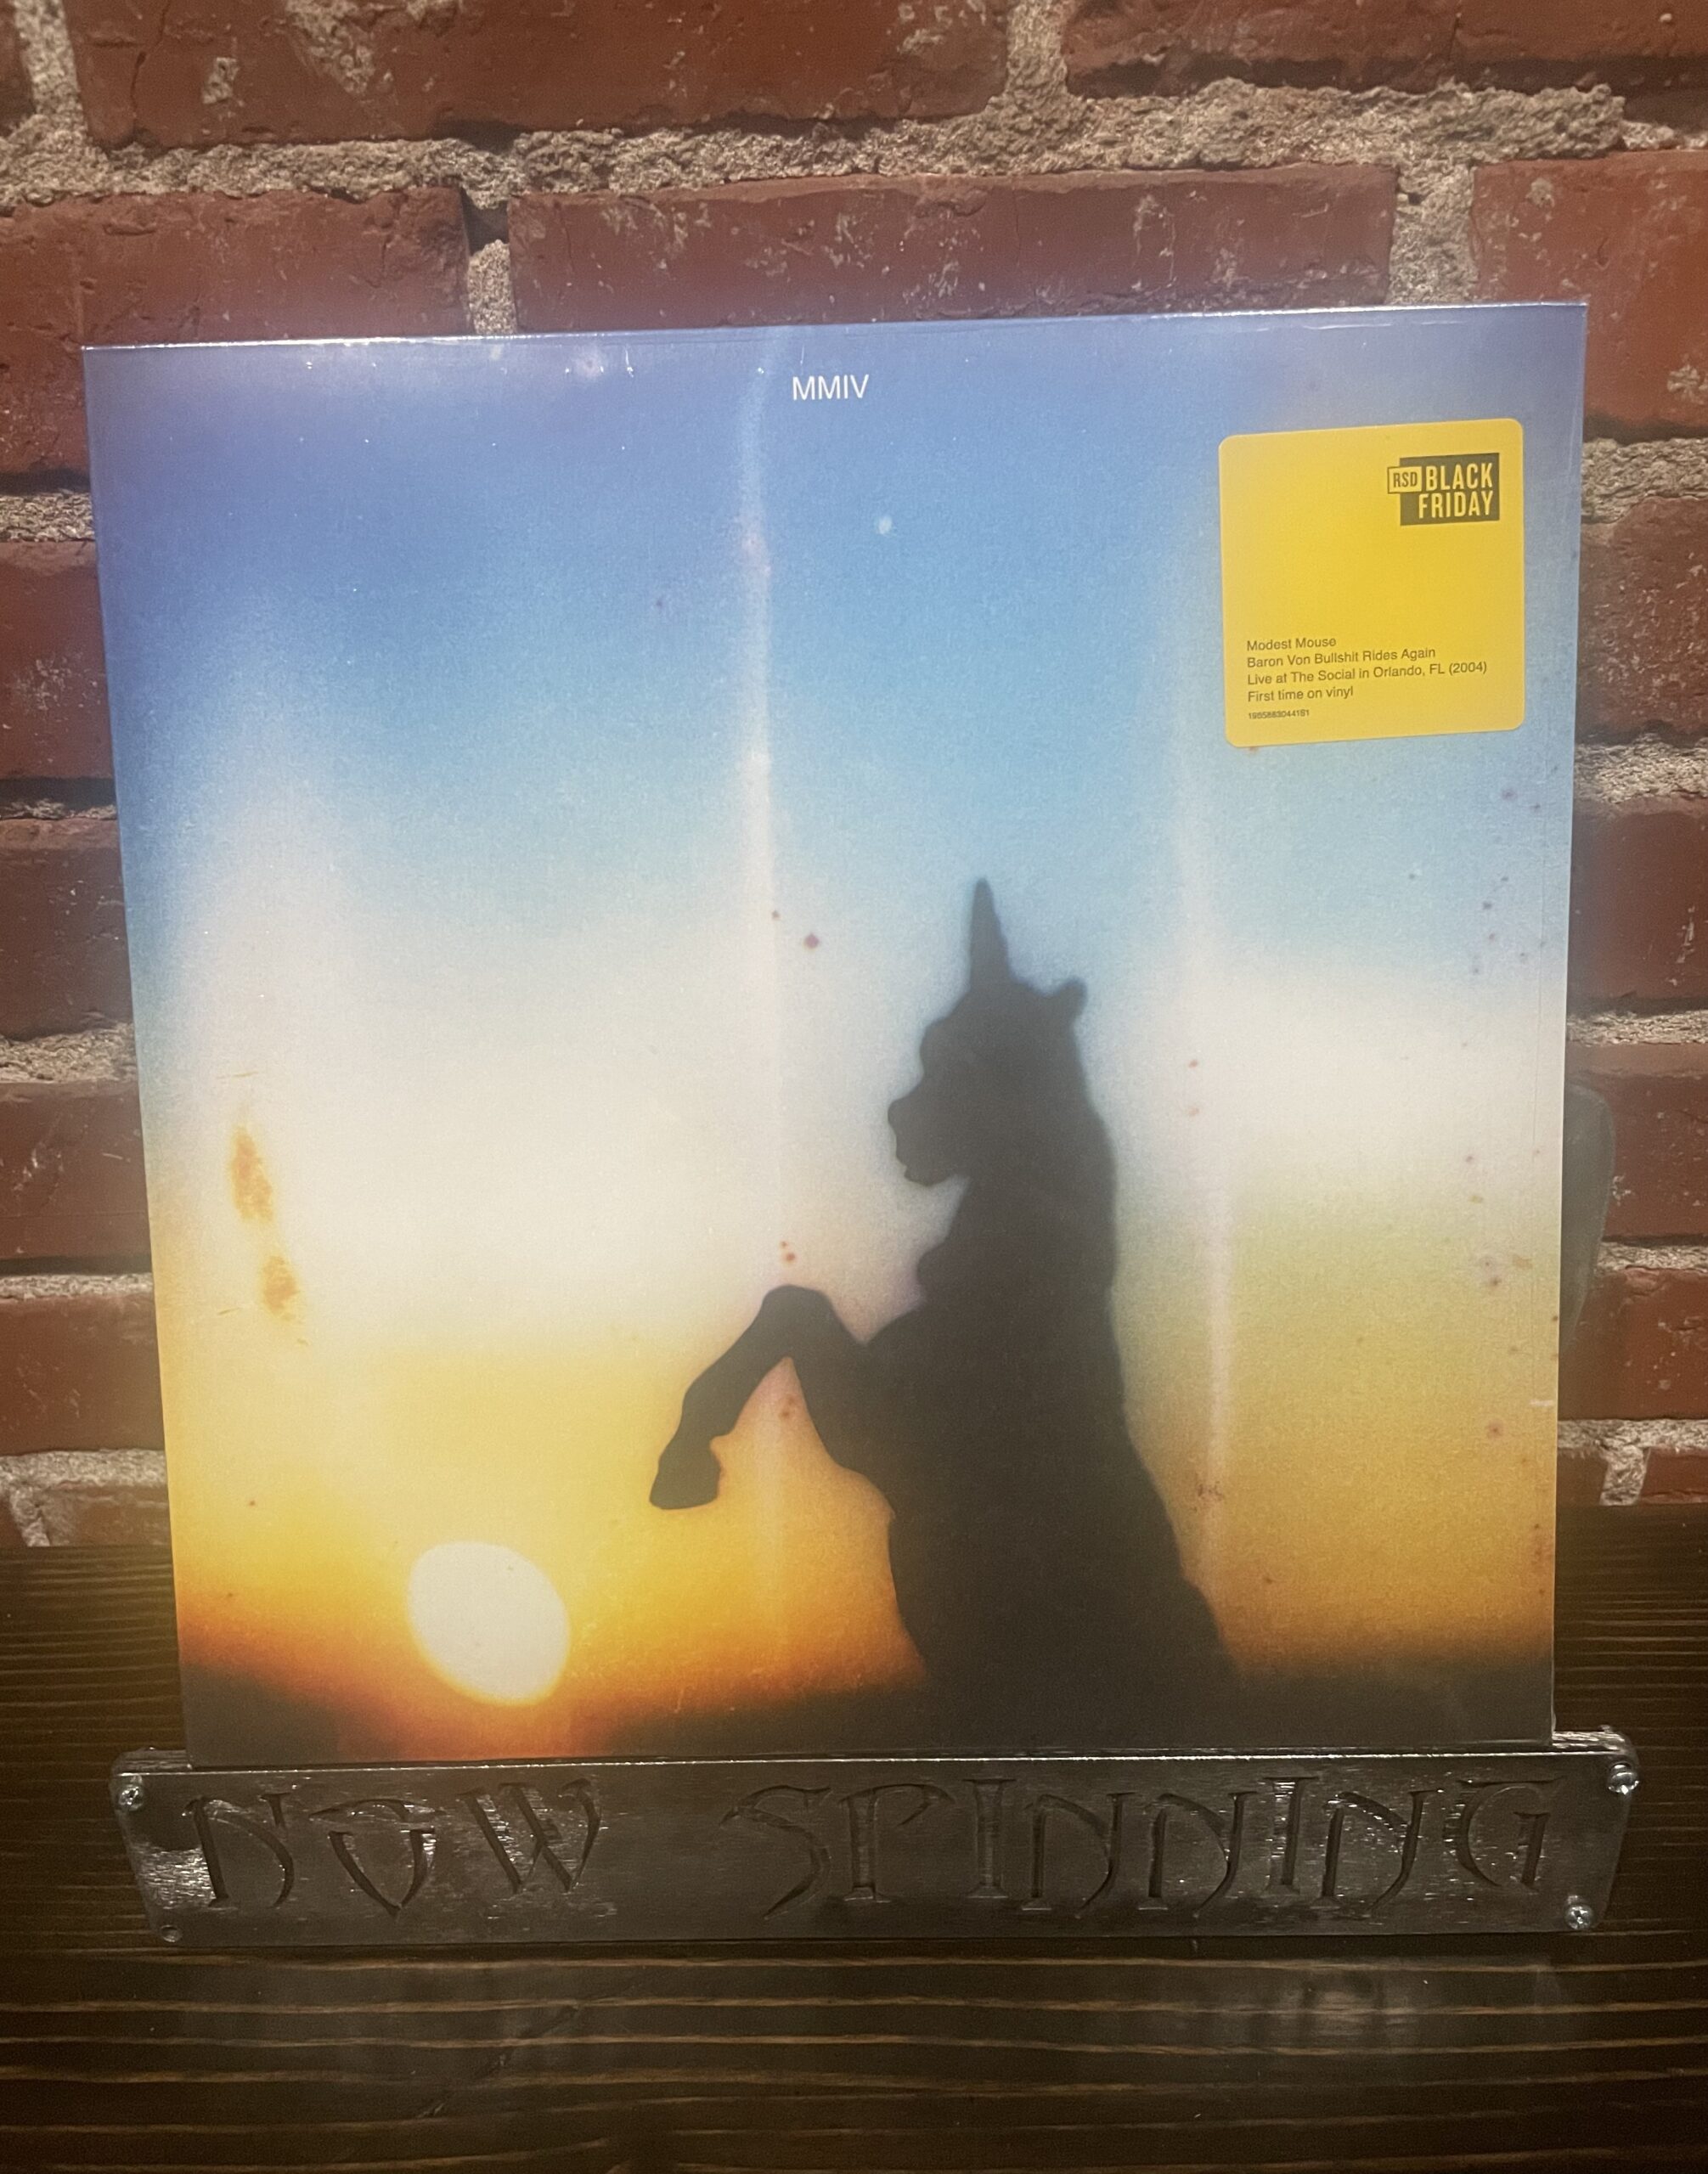 MMIV
RSD BLACK
FRIDAY
Modest Mouse
Baron Von Bullshit Rides Again
Live at The Social in Orlando, FL (2004)
First time on vinyl
NOW SPINNING